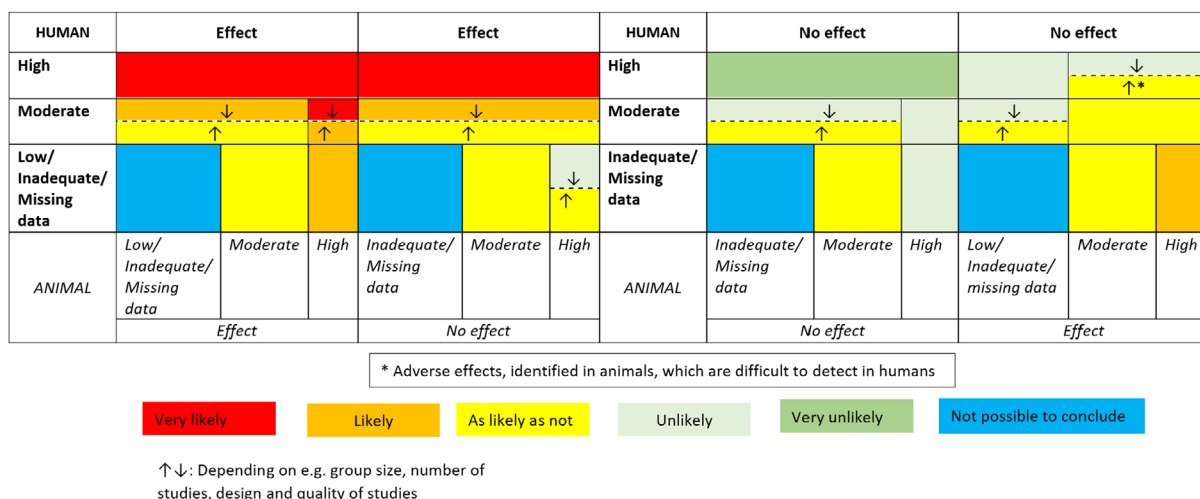 HUMAN Effect Effect HUMAN No effect No effect
High High ↓
↑*
Moderate ↓ ↓ ↓ Moderate ↓ ↓
↑ ↑ ↑ ↑ ↑
Low/
Inadequate/
Missing
data
↓
↑
Inadequate/
Missing
data
ANIMAL
Low/
Inadequate/
Missing
data
Moderate
High
Inadequate/
Missing
data
Moderate
High
ANIMAL
Inadequate/
Missing
data
Moderate
High
Low/
Inadequate/
missing data
Moderate
High
Effect No effect No effect Effect
* Adverse effects, identified in animals, which are difficult to detect in humans
Very likely Likely As likely as not Unlikely Very unlikely Not possible to conclude
↑↓: Depending on e.g. group size, number of
studies, design and quality of studies